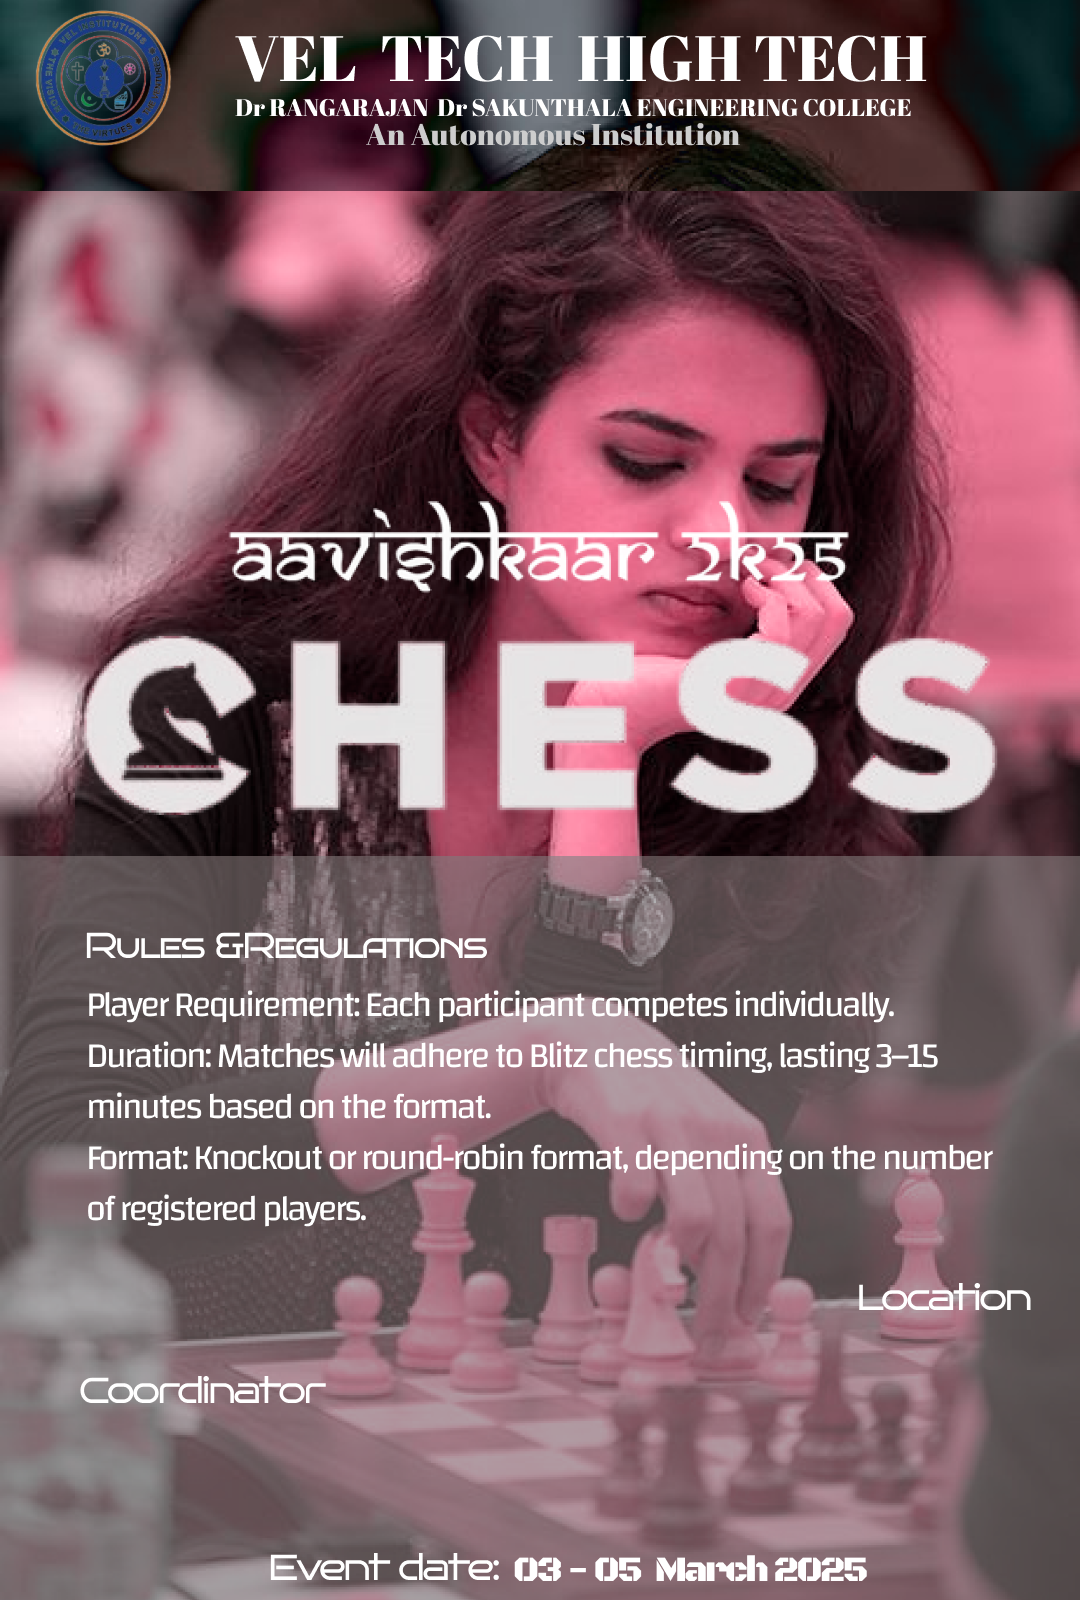 VEL INSTITUTIONS
VEL TECH HIGH TECH
Dr RANGARAJAN Dr SAKUNTHALA ENGINEERING COLLEGE
An Autonomous Institution
aavishkaar 2k25
CHESS
Rules &Regulations
Player Requirement: Each participant competes individually.
Duration: Matches will adhere to Blitz chess timing, lasting 3–15
minutes based on the format.
Format: Knockout or round-robin format, depending on the number
of registered players.
Location
Coordinator
Event date: 03 - 05 March 2025